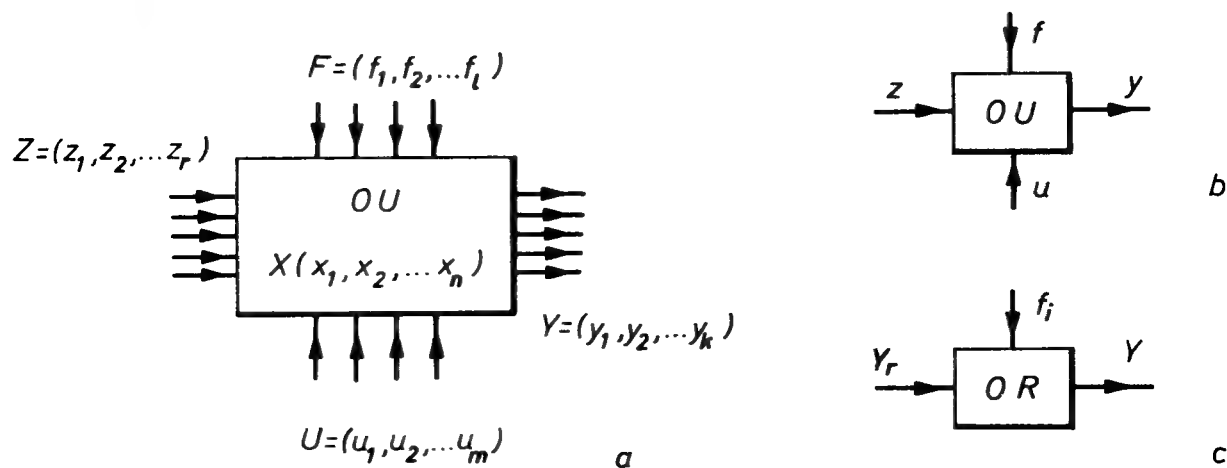 F=(f₁,f₂,...fₗ)
Z=(z₁,z₂,...zᵣ)
OU
X(x₁,x₂,...xₙ)
Y=(y₁,y₂,...yₖ)
U=(u₁,u₂,...uₘ)
a
f
z
OU
y
u
b
fᵢ
Yᵣ
OR
Y
c